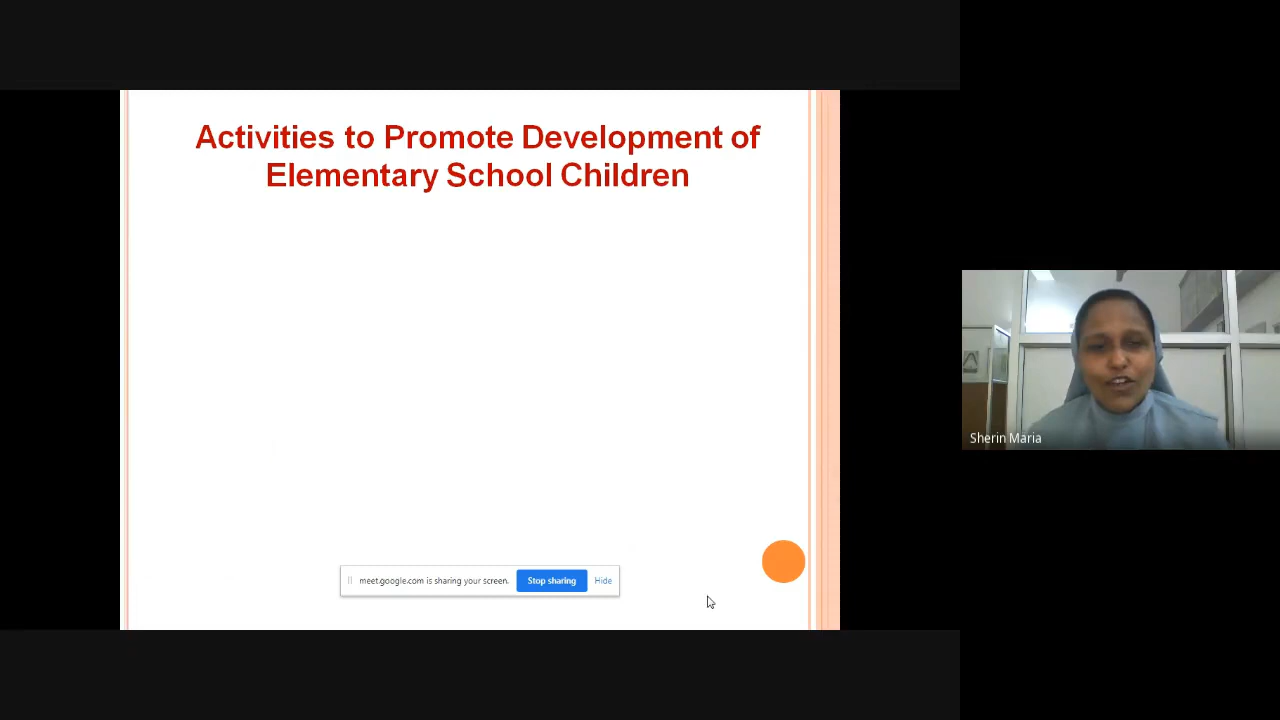 Activities to Promote Development of
Elementary School Children
meet.google.com is sharing your screen.
Stop sharing
Hide
Sherin Maria